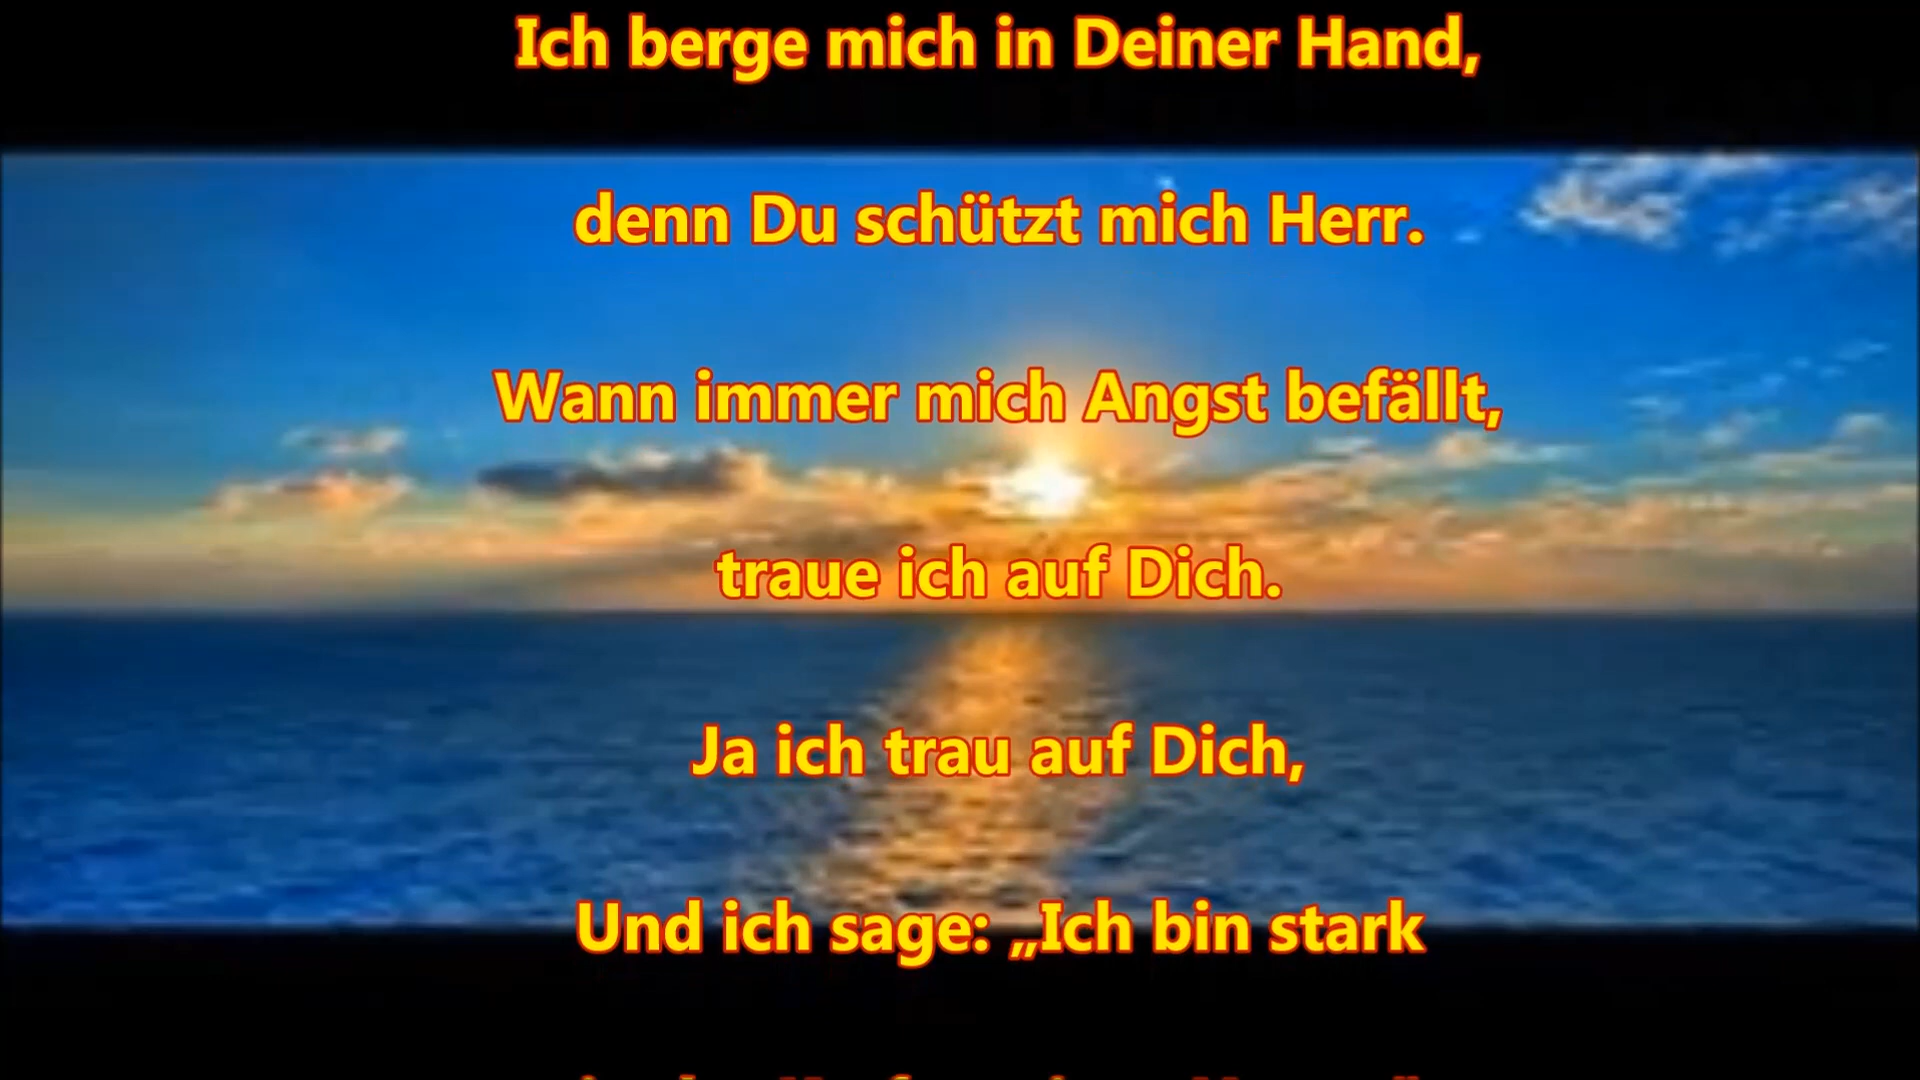 Ich berge mich in Deiner Hand,
denn Du schützt mich Herr.
Wann immer mich Angst befällt,
traue ich auf Dich.
Ja ich trau auf Dich,
Und ich sage: „Ich bin stark